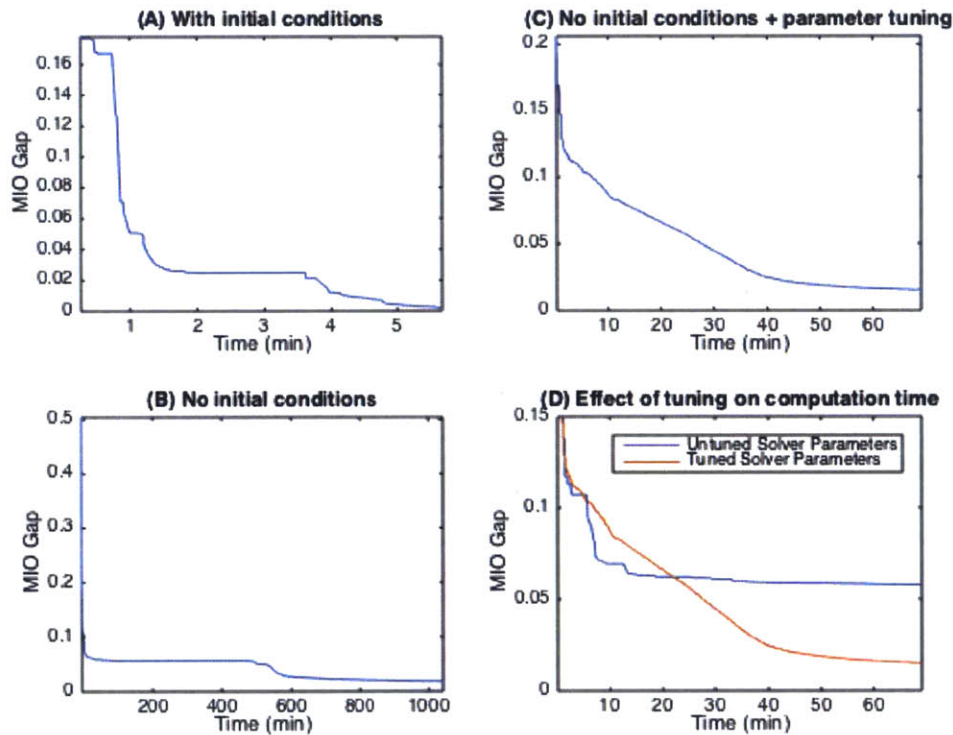 (A) With initial conditions
0.16
0.14
0.12
0.1
0.08
0.06
0.04
0.02
0
MIO Gap
1 2 3 4 5
Time (min)
(C) No initial conditions + parameter tuning
0.2
0.15
0.1
0.05
0
MIO Gap
10 20 30 40 50 60
Time (min)
(B) No initial conditions
0.5
0.4
0.3
0.2
0.1
0
MIO Gap
200 400 600 800 1000
Time (min)
(D) Effect of tuning on computation time
Untuned Solver Parameters
Tuned Solver Parameters
0.15
0.1
0.05
0
MIO Gap
10 20 30 40 50 60
Time (min)